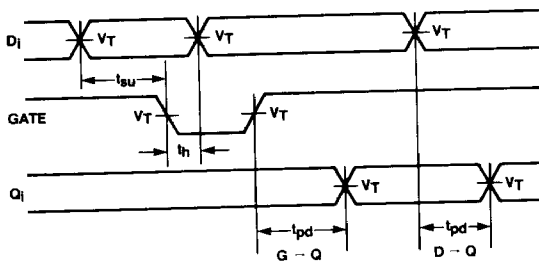 Di VT VT VT
tsu
GATE VT VT
th
Qi VT VT
tpd tpd
G → Q D → Q